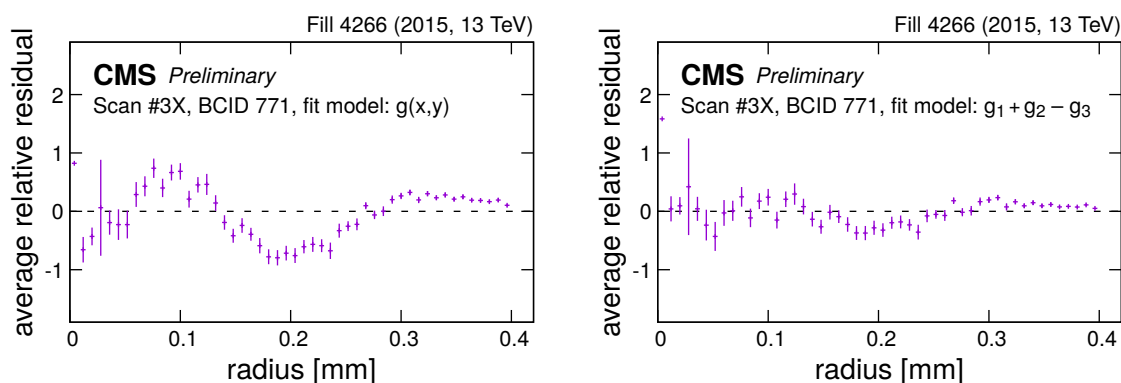 Fill 4266 (2015, 13 TeV)
average relative residual
2
1
0
-1
CMS Preliminary
Scan #3X, BCID 771, fit model: g(x,y)
0 0.1 0.2 0.3 0.4
radius [mm]
Fill 4266 (2015, 13 TeV)
average relative residual
2
1
0
-1
CMS Preliminary
Scan #3X, BCID 771, fit model: g₁+g₂−g₃
0 0.1 0.2 0.3 0.4
radius [mm]